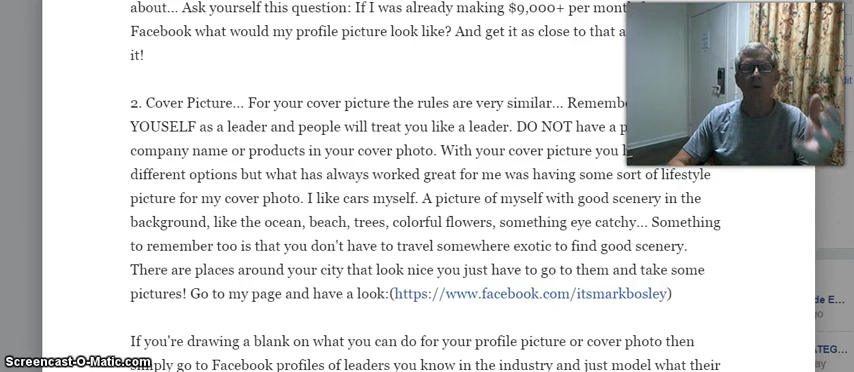 about... Ask yourself this question: If I was already making $9,000+ per month
Facebook what would my profile picture look like? And get it as close to that a
it!
2. Cover Picture... For your cover picture the rules are very similar... Remembe
YOUSELF as a leader and people will treat you like a leader. DO NOT have a p
company name or products in your cover photo. With your cover picture you
different options but what has always worked great for me was having some sort of lifestyle
picture for my cover photo. I like cars myself. A picture of myself with good scenery in the
background, like the ocean, beach, trees, colorful flowers, something eye catchy... Something
to remember too is that you don't have to travel somewhere exotic to find good scenery.
There are places around your city that look nice you just have to go to them and take some
pictures! Go to my page and have a look:(https://www.facebook.com/itsmarkbosley)
If you're drawing a blank on what you can do for your profile picture or cover photo then
simply go to Facebook profiles of leaders you know in the industry and just model what their
Screencast-O-Matic.com